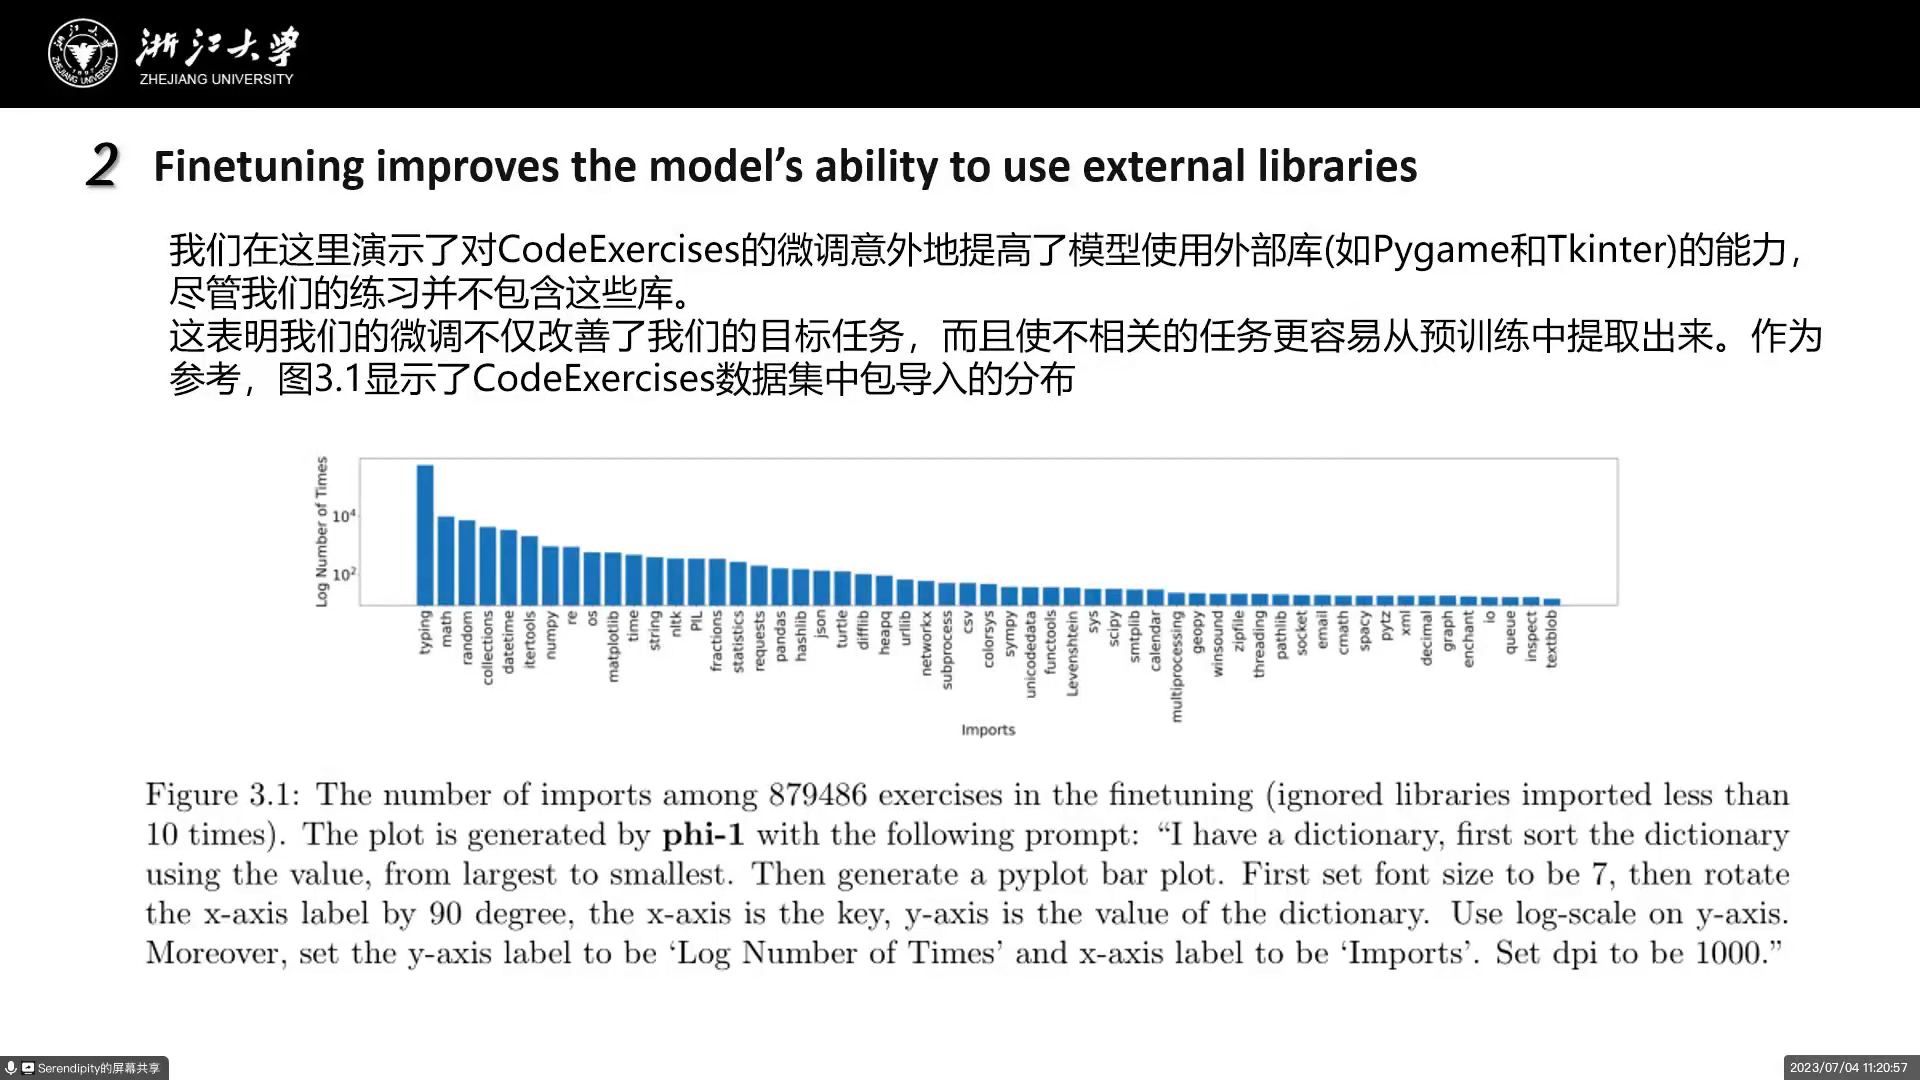 浙江大学
ZHEJIANG UNIVERSITY
2 Finetuning improves the model’s ability to use external libraries
我们在这里演示了对CodeExercises的微调意外地提高了模型使用外部库(如Pygame和Tkinter)的能力，
尽管我们的练习并不包含这些库。
这表明我们的微调不仅改善了我们的目标任务，而且使不相关的任务更容易从预训练中提取出来。作为
参考，图3.1显示了CodeExercises数据集中包导入的分布
Log Number of Times
10⁴
10²
typing
math
random
collections
datetime
itertools
numpy
re
os
matplotlib
time
string
nltk
PIL
fractions
statistics
requests
pandas
hashlib
json
turtle
difflib
heapq
urllib
networkx
subprocess
csv
colorsys
sympy
unicodedata
functools
Levenshtein
sys
scipy
smtplib
calendar
multiprocessing
geopy
winsound
zipfile
threading
pathlib
socket
email
cmath
spacy
pytz
xml
decimal
graph
enchant
io
queue
inspect
textblob
Imports
Figure 3.1: The number of imports among 879486 exercises in the finetuning (ignored libraries imported less than
10 times). The plot is generated by phi-1 with the following prompt: “I have a dictionary, first sort the dictionary
using the value, from largest to smallest. Then generate a pyplot bar plot. First set font size to be 7, then rotate
the x-axis label by 90 degree, the x-axis is the key, y-axis is the value of the dictionary. Use log-scale on y-axis.
Moreover, set the y-axis label to be ‘Log Number of Times’ and x-axis label to be ‘Imports’. Set dpi to be 1000.”
Serendipity的屏幕共享
2023/07/04 11:20:57